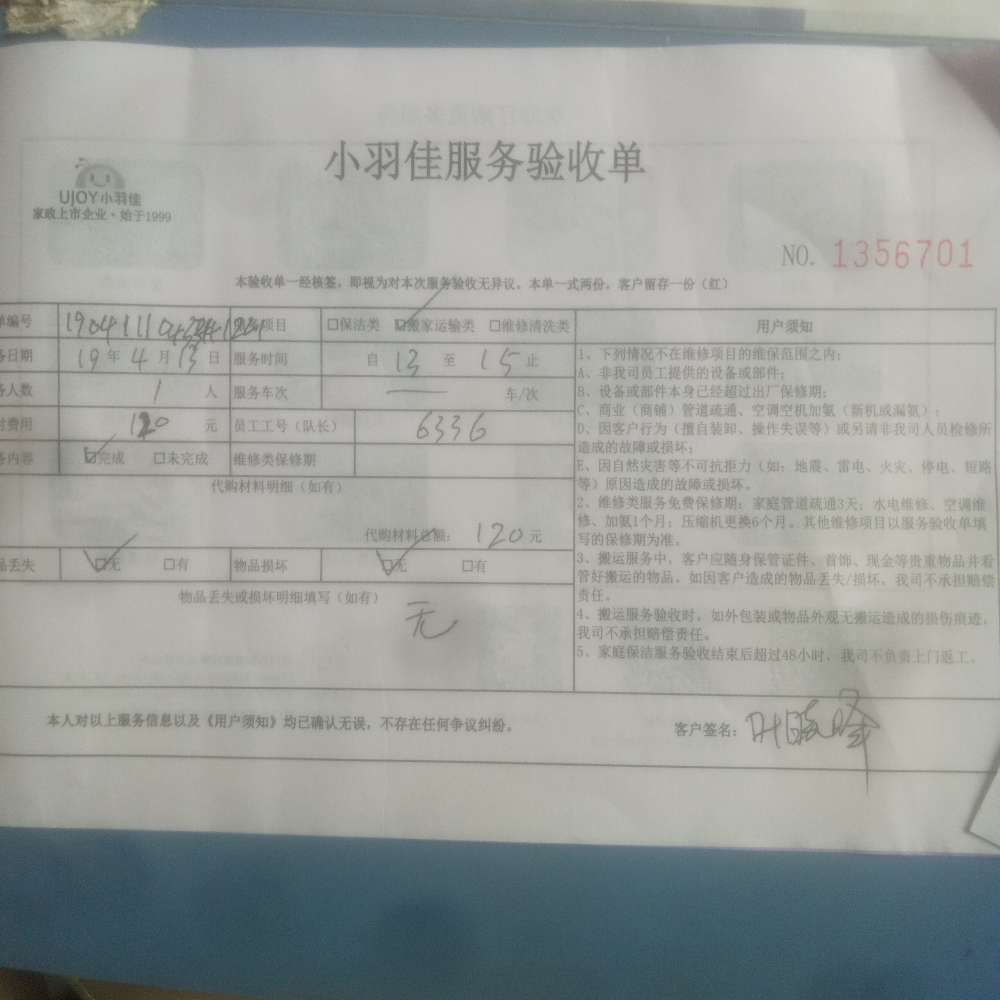 小羽佳服务验收单
UJOY小羽佳
家政上市企业·始于1999
NO. 1356701
本验收单一经核签，即视为对本次服务验收无异议。本单一式两份，客户留存一份（红）
单编号 1904111 项目 □保洁类 ☑搬家运输类 □维修清洗类 用户须知
务日期 19 年 4 月 13 日 服务时间 自 13 至 15 止
务人数 1 人 服务车次 — 车/次
付费用 120 元 员工工号（队长） 6336
务内容 ☑完成 □未完成 维修类保修期
代购材料明细（如有）
代购材料总额： 120 元
品丢失 ☑无 □有 物品损坏 ☑无 □有
物品丢失或损坏明细填写（如有）
无
1、下列情况不在维修项目的维保范围之内：
A、非我司员工提供的设备或部件；
B、设备或部件本身已经超过出厂保修期；
C、商业（商铺）管道疏通、空调空机加氨（新机或漏氨）；
D、因客户行为（擅自装卸、操作失误等）或另请非我司人员检修所
造成的故障或损坏；
E、因自然灾害等不可抗拒力（如：地震、雷电、火灾、停电、短路
等）原因造成的故障或损坏。
2、维修类服务免费保修期：家庭管道疏通3天；水电维修、空调维
修、加氨1个月；压缩机更换6个月。其他维修项目以服务验收单填
写的保修期为准。
3、搬运服务中，客户应随身保管证件、首饰、现金等贵重物品并看
管好搬运的物品。如因客户造成的物品丢失/损坏，我司不承担赔偿
责任。
4、搬运服务验收时，如外包装或物品外观无搬运造成的损伤痕迹，
我司不承担赔偿责任。
5、家庭保洁服务验收结束后超过48小时，我司不负责上门返工。
本人对以上服务信息以及《用户须知》均已确认无误，不存在任何争议纠纷。
客户签名：叶晓峰